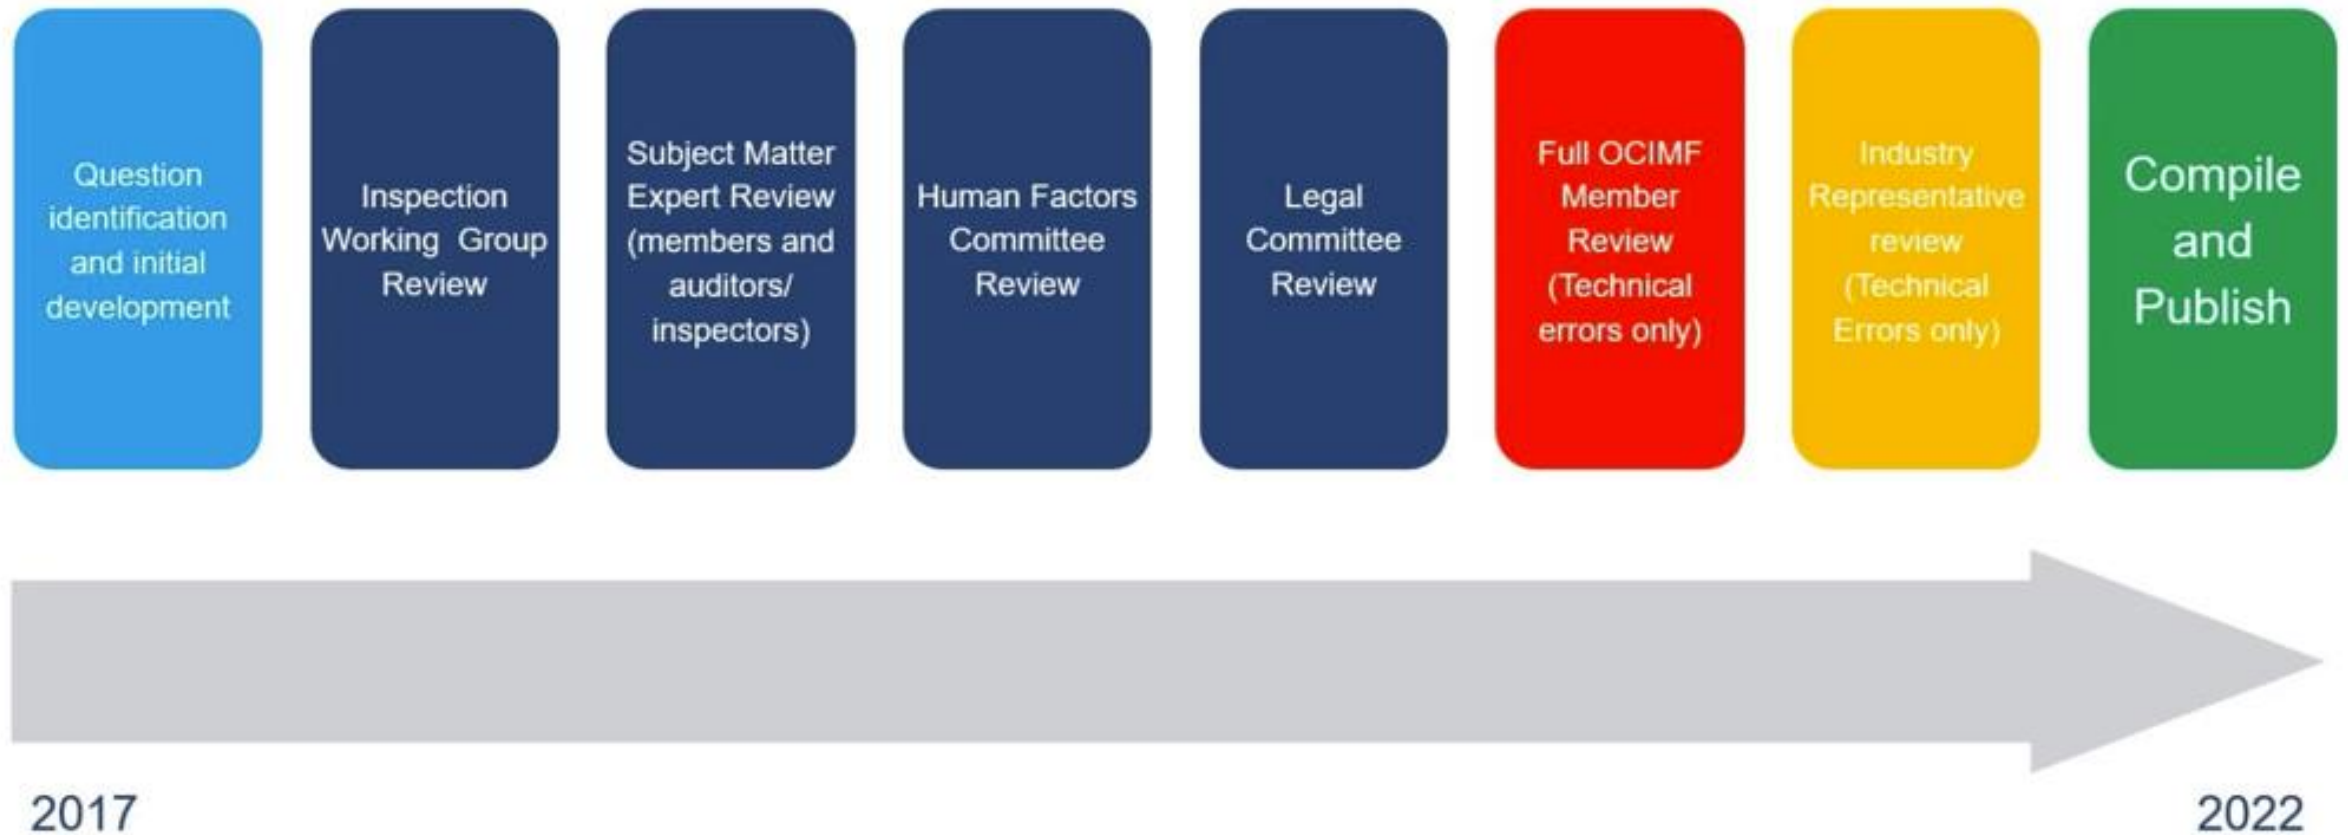 Question
identification
and initial
development
Inspection
Working Group
Review
Subject Matter
Expert Review
(members and
auditors/
inspectors)
Human Factors
Committee
Review
Legal
Committee
Review
Full OCIMF
Member
Review
(Technical
errors only)
Industry
Representative
review
(Technical
Errors only)
Compile
and
Publish
2017
2022